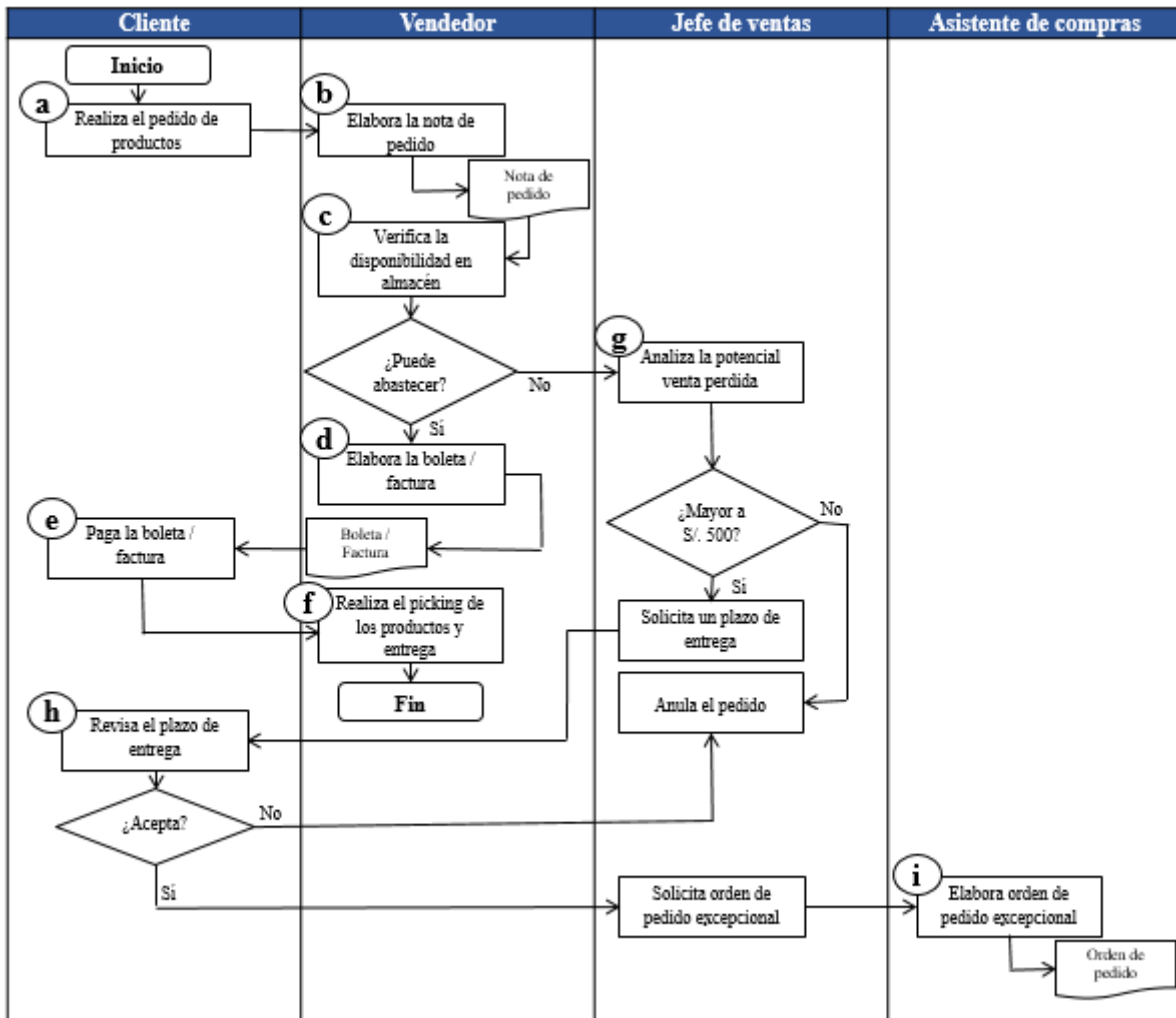 Cliente
Vendedor
Jefe de ventas
Asistente de compras
Inicio
a
Realiza el pedido de
productos
b
Elabora la nota de
pedido
Nota de
pedido
c
Verifica la
disponibilidad en
almacén
¿Puede
abastecer?
No
Sí
g
Analiza la potencial
venta perdida
d
Elabora la boleta /
factura
¿Mayor a
S/. 500?
No
Sí
e
Paga la boleta /
factura
Boleta /
Factura
f
Realiza el picking de
los productos y
entrega
Fin
Solicita un plazo de
entrega
Anula el pedido
h
Revisa el plazo de
entrega
¿Acepta?
No
Sí
Solicita orden de
pedido excepcional
i
Elabora orden de
pedido excepcional
Orden de
pedido